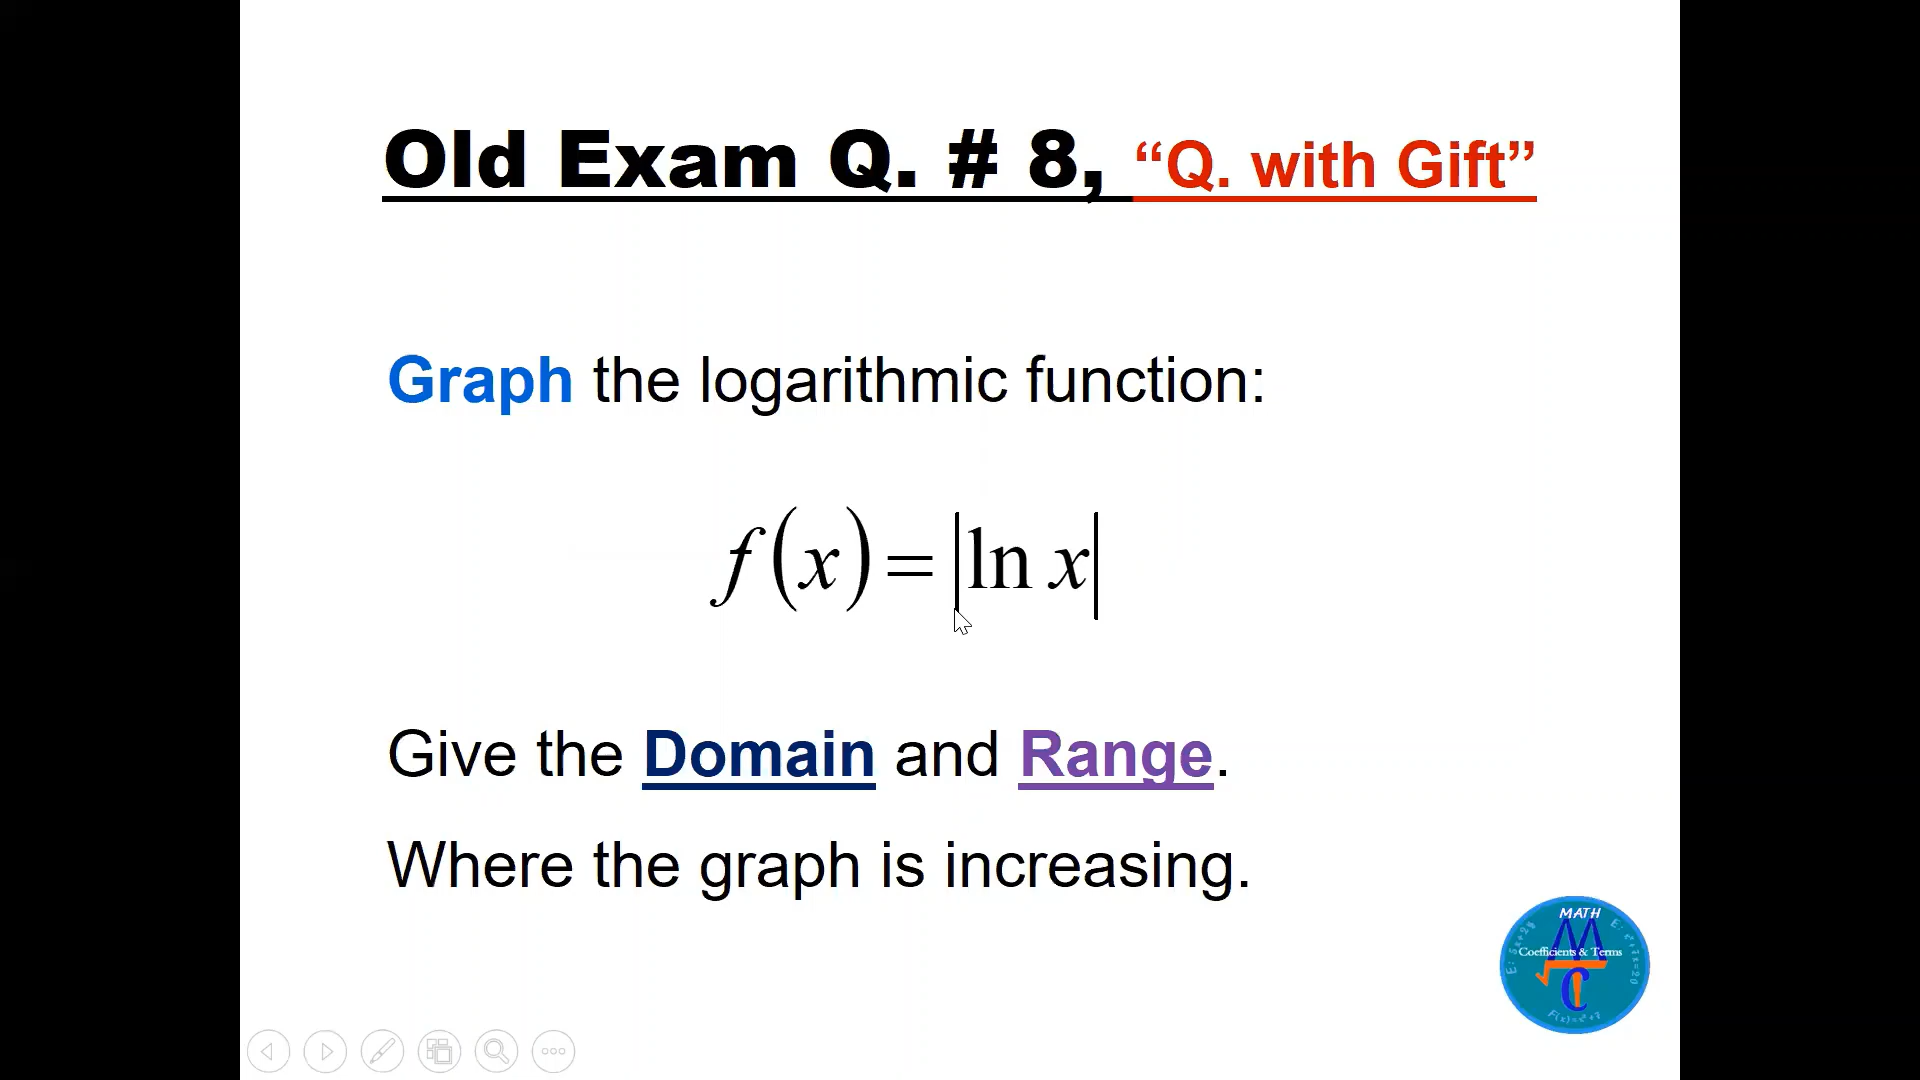 Old Exam Q. # 8, “Q. with Gift”
Graph the logarithmic function:
f(x) = |ln x|
Give the Domain and Range.
Where the graph is increasing.
MATH
Coefficients & Terms